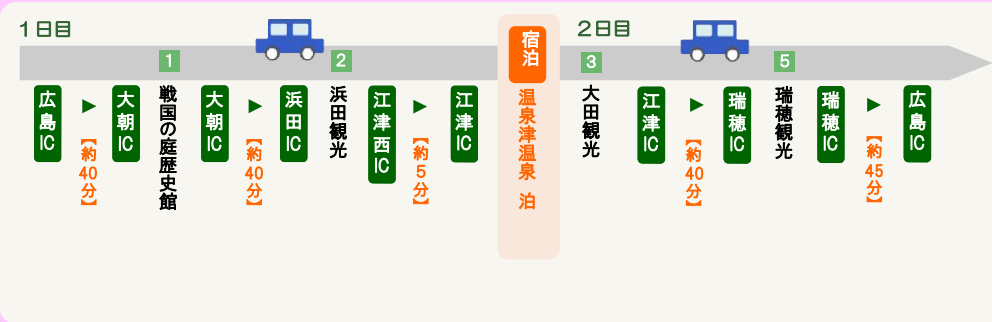 1日目
広島IC
▶
【約40分】
大朝IC
1
戦国の庭歴史館
大朝IC
▶
【約40分】
浜田IC
2
浜田観光
江津西IC
▶
【約5分】
江津IC
宿泊
温泉津温泉 泊
2日目
3
大田観光
江津IC
▶
【約40分】
瑞穂IC
5
瑞穂観光
瑞穂IC
▶
【約45分】
広島IC